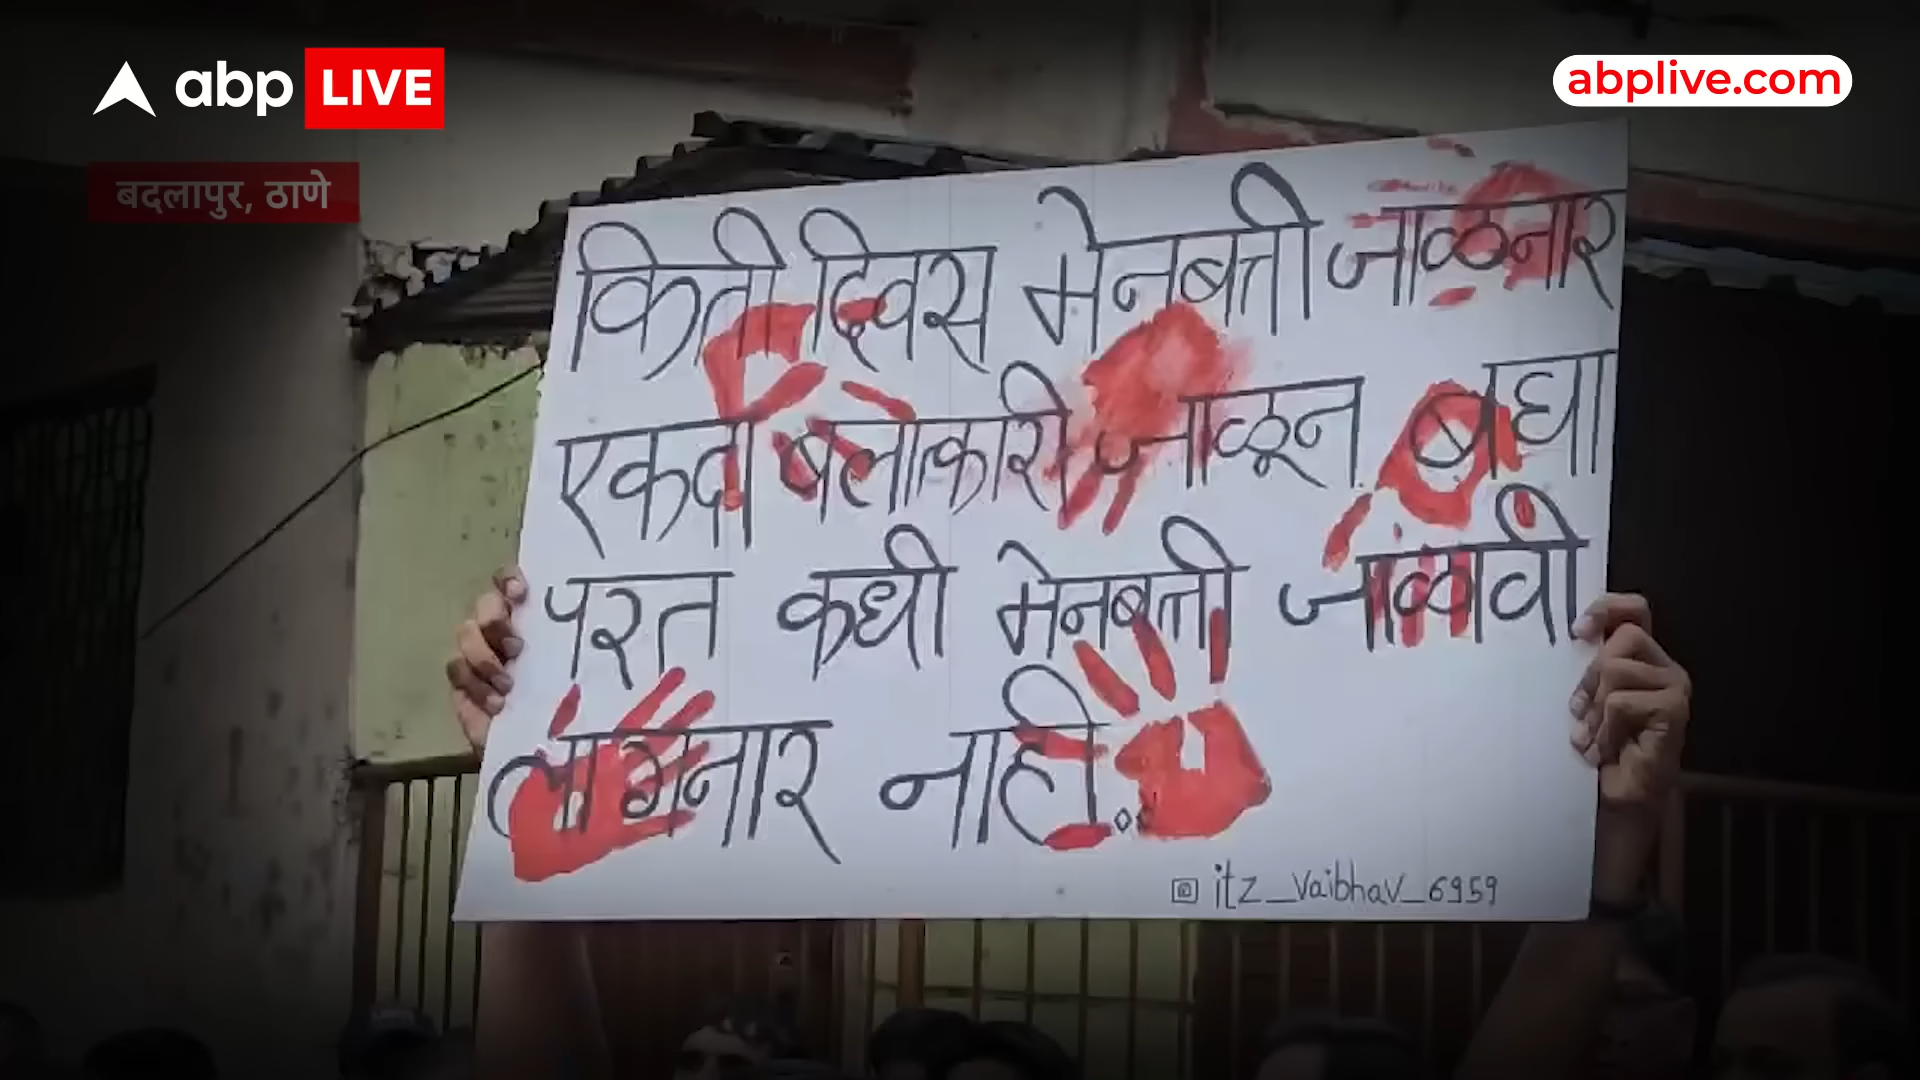 abp LIVE
abplive.com
बदलापुर, ठाणे
किती दिवस मेनबत्ती जाळनार
एकदा बलात्कारी जाळून बघा
परत कधी मेनबत्ती जाळावी
लागनार नाही..
itz_vaibhav_6959